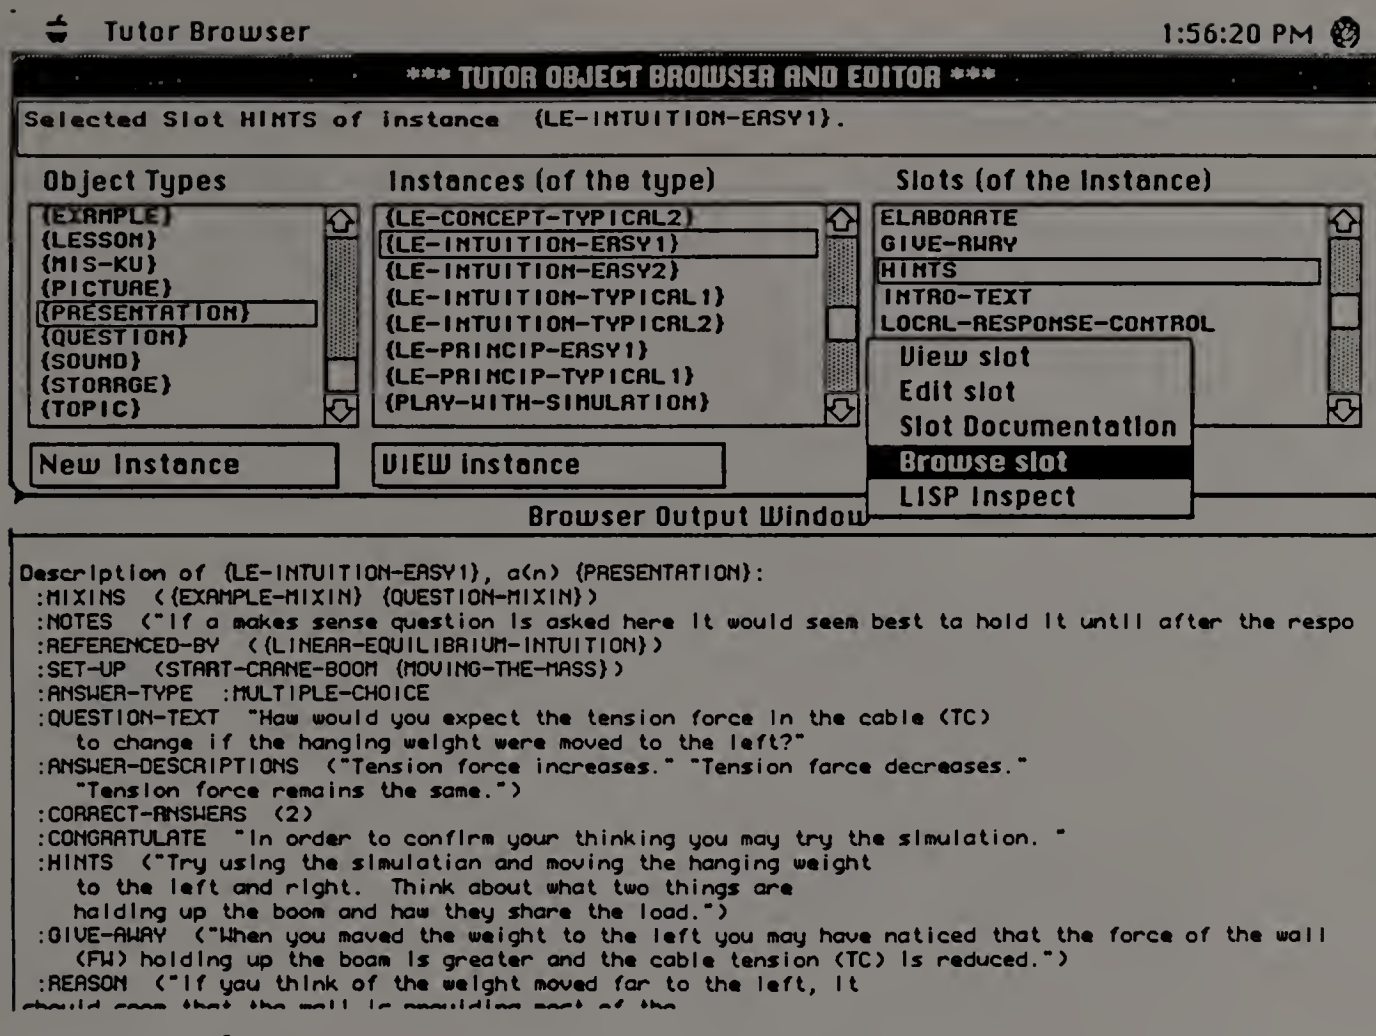 Tutor Browser 1:56:20 PM
*** TUTOR OBJECT BROWSER AND EDITOR ***
Selected Slot HINTS of instance {LE-INTUITION-EASY1}.
Object Types
{EXAMPLE}
{LESSON}
{MIS-KU}
{PICTURE}
{PRESENTATION}
{QUESTION}
{SOUND}
{STORAGE}
{TOPIC}
New Instance
Instances (of the type)
{LE-CONCEPT-TYPICAL2}
{LE-INTUITION-EASY1}
{LE-INTUITION-EASY2}
{LE-INTUITION-TYPICAL1}
{LE-INTUITION-TYPICAL2}
{LE-PRINCIP-EASY1}
{LE-PRINCIP-TYPICAL1}
{PLAY-WITH-SIMULATION}
VIEW instance
Slots (of the Instance)
ELABORATE
GIVE-AWAY
HINTS
INTRO-TEXT
LOCAL-RESPONSE-CONTROL
View slot
Edit slot
Slot Documentation
Browse slot
LISP Inspect
Browser Output Window
Description of {LE-INTUITION-EASY1}, a(n) {PRESENTATION}:
:MIXINS ({EXAMPLE-MIXIN} {QUESTION-MIXIN})
:NOTES ("If a makes sense question is asked here it would seem best to hold it until after the respo
:REFERENCED-BY ({LINEAR-EQUILIBRIUM-INTUITION})
:SET-UP (START-CRANE-BOOM {MOVING-THE-MASS})
:ANSWER-TYPE :MULTIPLE-CHOICE
:QUESTION-TEXT "How would you expect the tension force in the cable (TC)
to change if the hanging weight were moved to the left?"
:ANSWER-DESCRIPTIONS ("Tension force increases." "Tension force decreases."
"Tension force remains the same.")
:CORRECT-ANSWERS (2)
:CONGRATULATE "In order to confirm your thinking you may try the simulation. "
:HINTS ("Try using the simulation and moving the hanging weight
to the left and right. Think about what two things are
holding up the boom and how they share the load.")
:GIVE-AWAY ("When you moved the weight to the left you may have noticed that the force of the wall
(FW) holding up the boom is greater and the cable tension (TC) is reduced.")
:REASON ("If you think of the weight moved far to the left, it
should seem that the wall is providing most of the